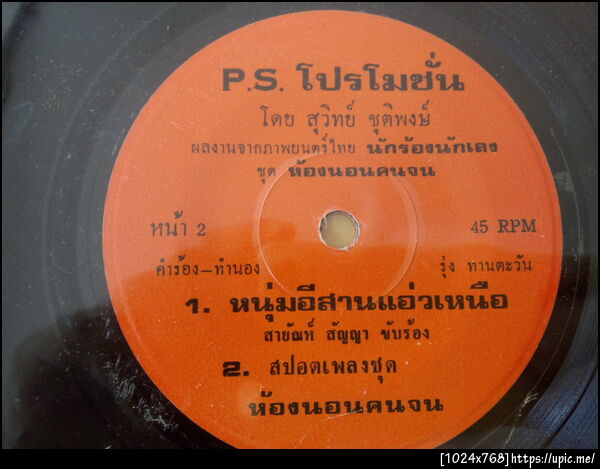 P.S. โปรโมชั่น
โดย สุวิทย์ ชุติพงษ์
ผลงานจากภาพยนตร์ไทย นักร้องนักเลง
ชุด ห้องนอนคนจน
หน้า 2 45 RPM
คำร้อง-ทำนอง รุ่ง ทานตะวัน
1. หนุ่มอีสานแอ่วเหนือ
สายัณห์ สัญญา ขับร้อง
2. สปอตเพลงชุด
ห้องนอนคนจน
[1024x768]https://upic.me/